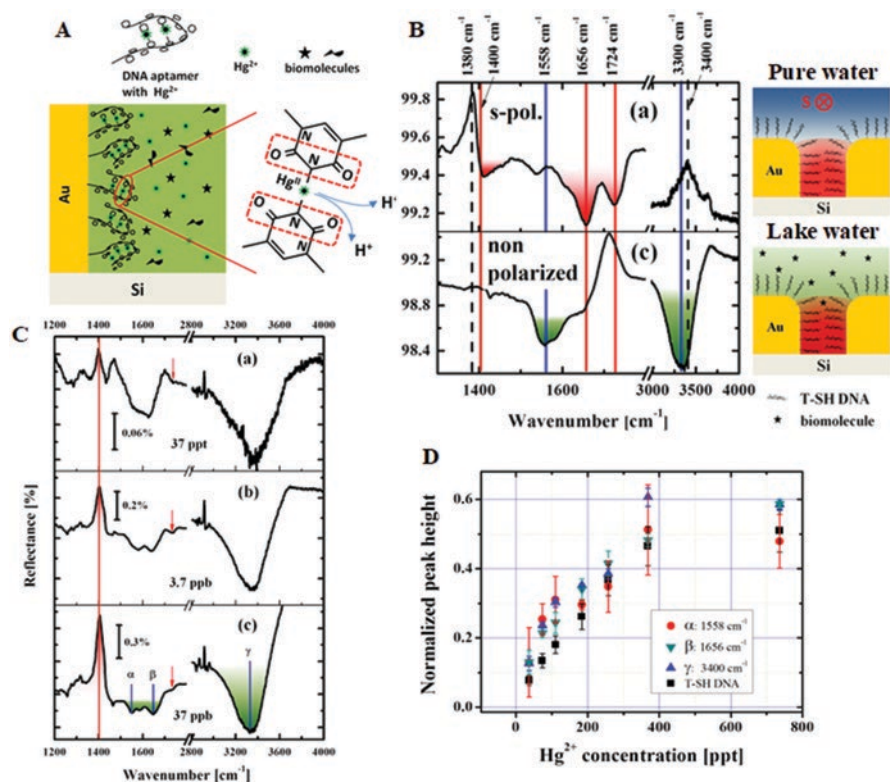 A
DNA aptamer
with Hg2+
Hg2+
biomolecules
Au
Si
N
O O
N
HgII
N
O O
N
H+
H+
B
1380 cm-1
1400 cm-1
1558 cm-1
1656 cm-1
1724 cm-1
3300 cm-1
3400 cm-1
99.8
99.6
99.4
99.2
s-pol.
(a)
99.2
98.8
98.4
non
polarized
(c)
1400 1600 3000 3500 4000
Wavenumber [cm-1]
Pure water
S
Au
Si
Lake water
Au
Si
T-SH DNA
biomolecule
C
1200 1400 1600 2800 3200 3600 4000
(a)
0.06%
37 ppt
(b)
0.2%
3.7 ppb
(c)
0.3%
α β
γ
37 ppb
Reflectance [%]
1200 1400 1600 2800 3200 3600 4000
Wavenumber [cm-1]
D
Normalized peak height
0.6
0.4
0.2
0.0
α: 1558 cm-1
β: 1656 cm-1
γ: 3400 cm-1
T-SH DNA
0 200 400 600 800
Hg2+ concentration [ppt]